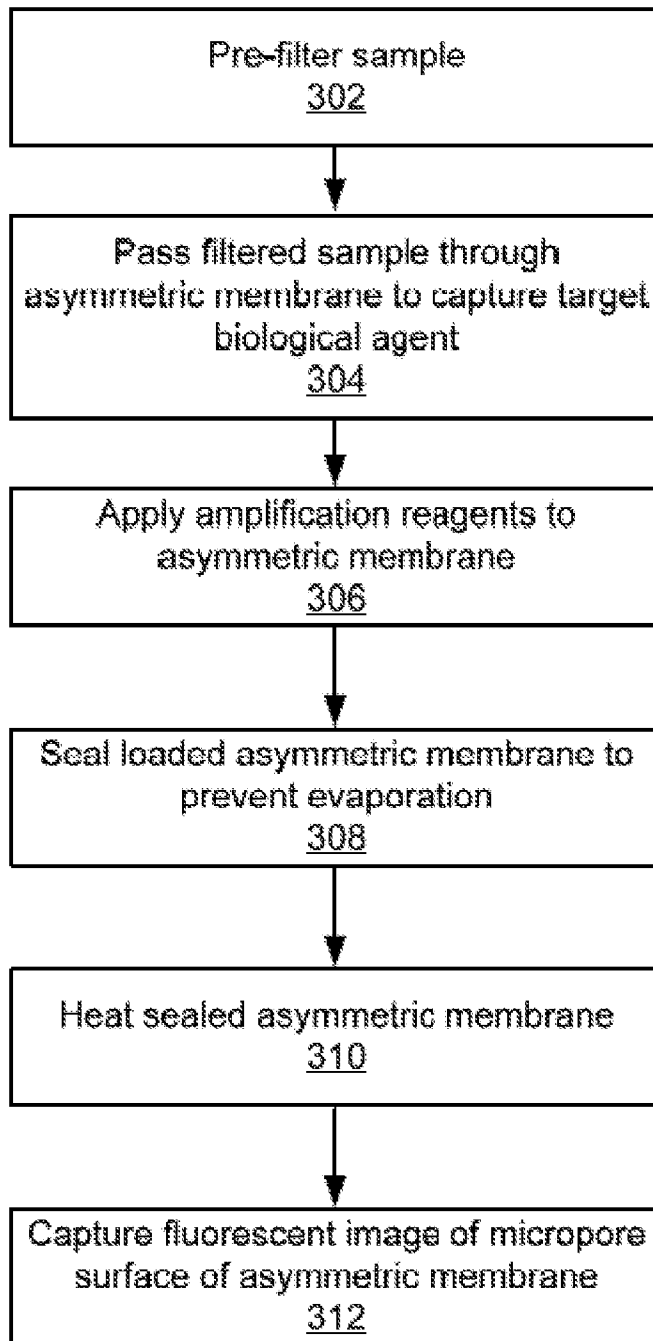 Pre-filter sample
302
Pass filtered sample through
asymmetric membrane to capture target
biological agent
304
Apply amplification reagents to
asymmetric membrane
306
Seal loaded asymmetric membrane to
prevent evaporation
308
Heat sealed asymmetric membrane
310
Capture fluorescent image of micropore
surface of asymmetric membrane
312